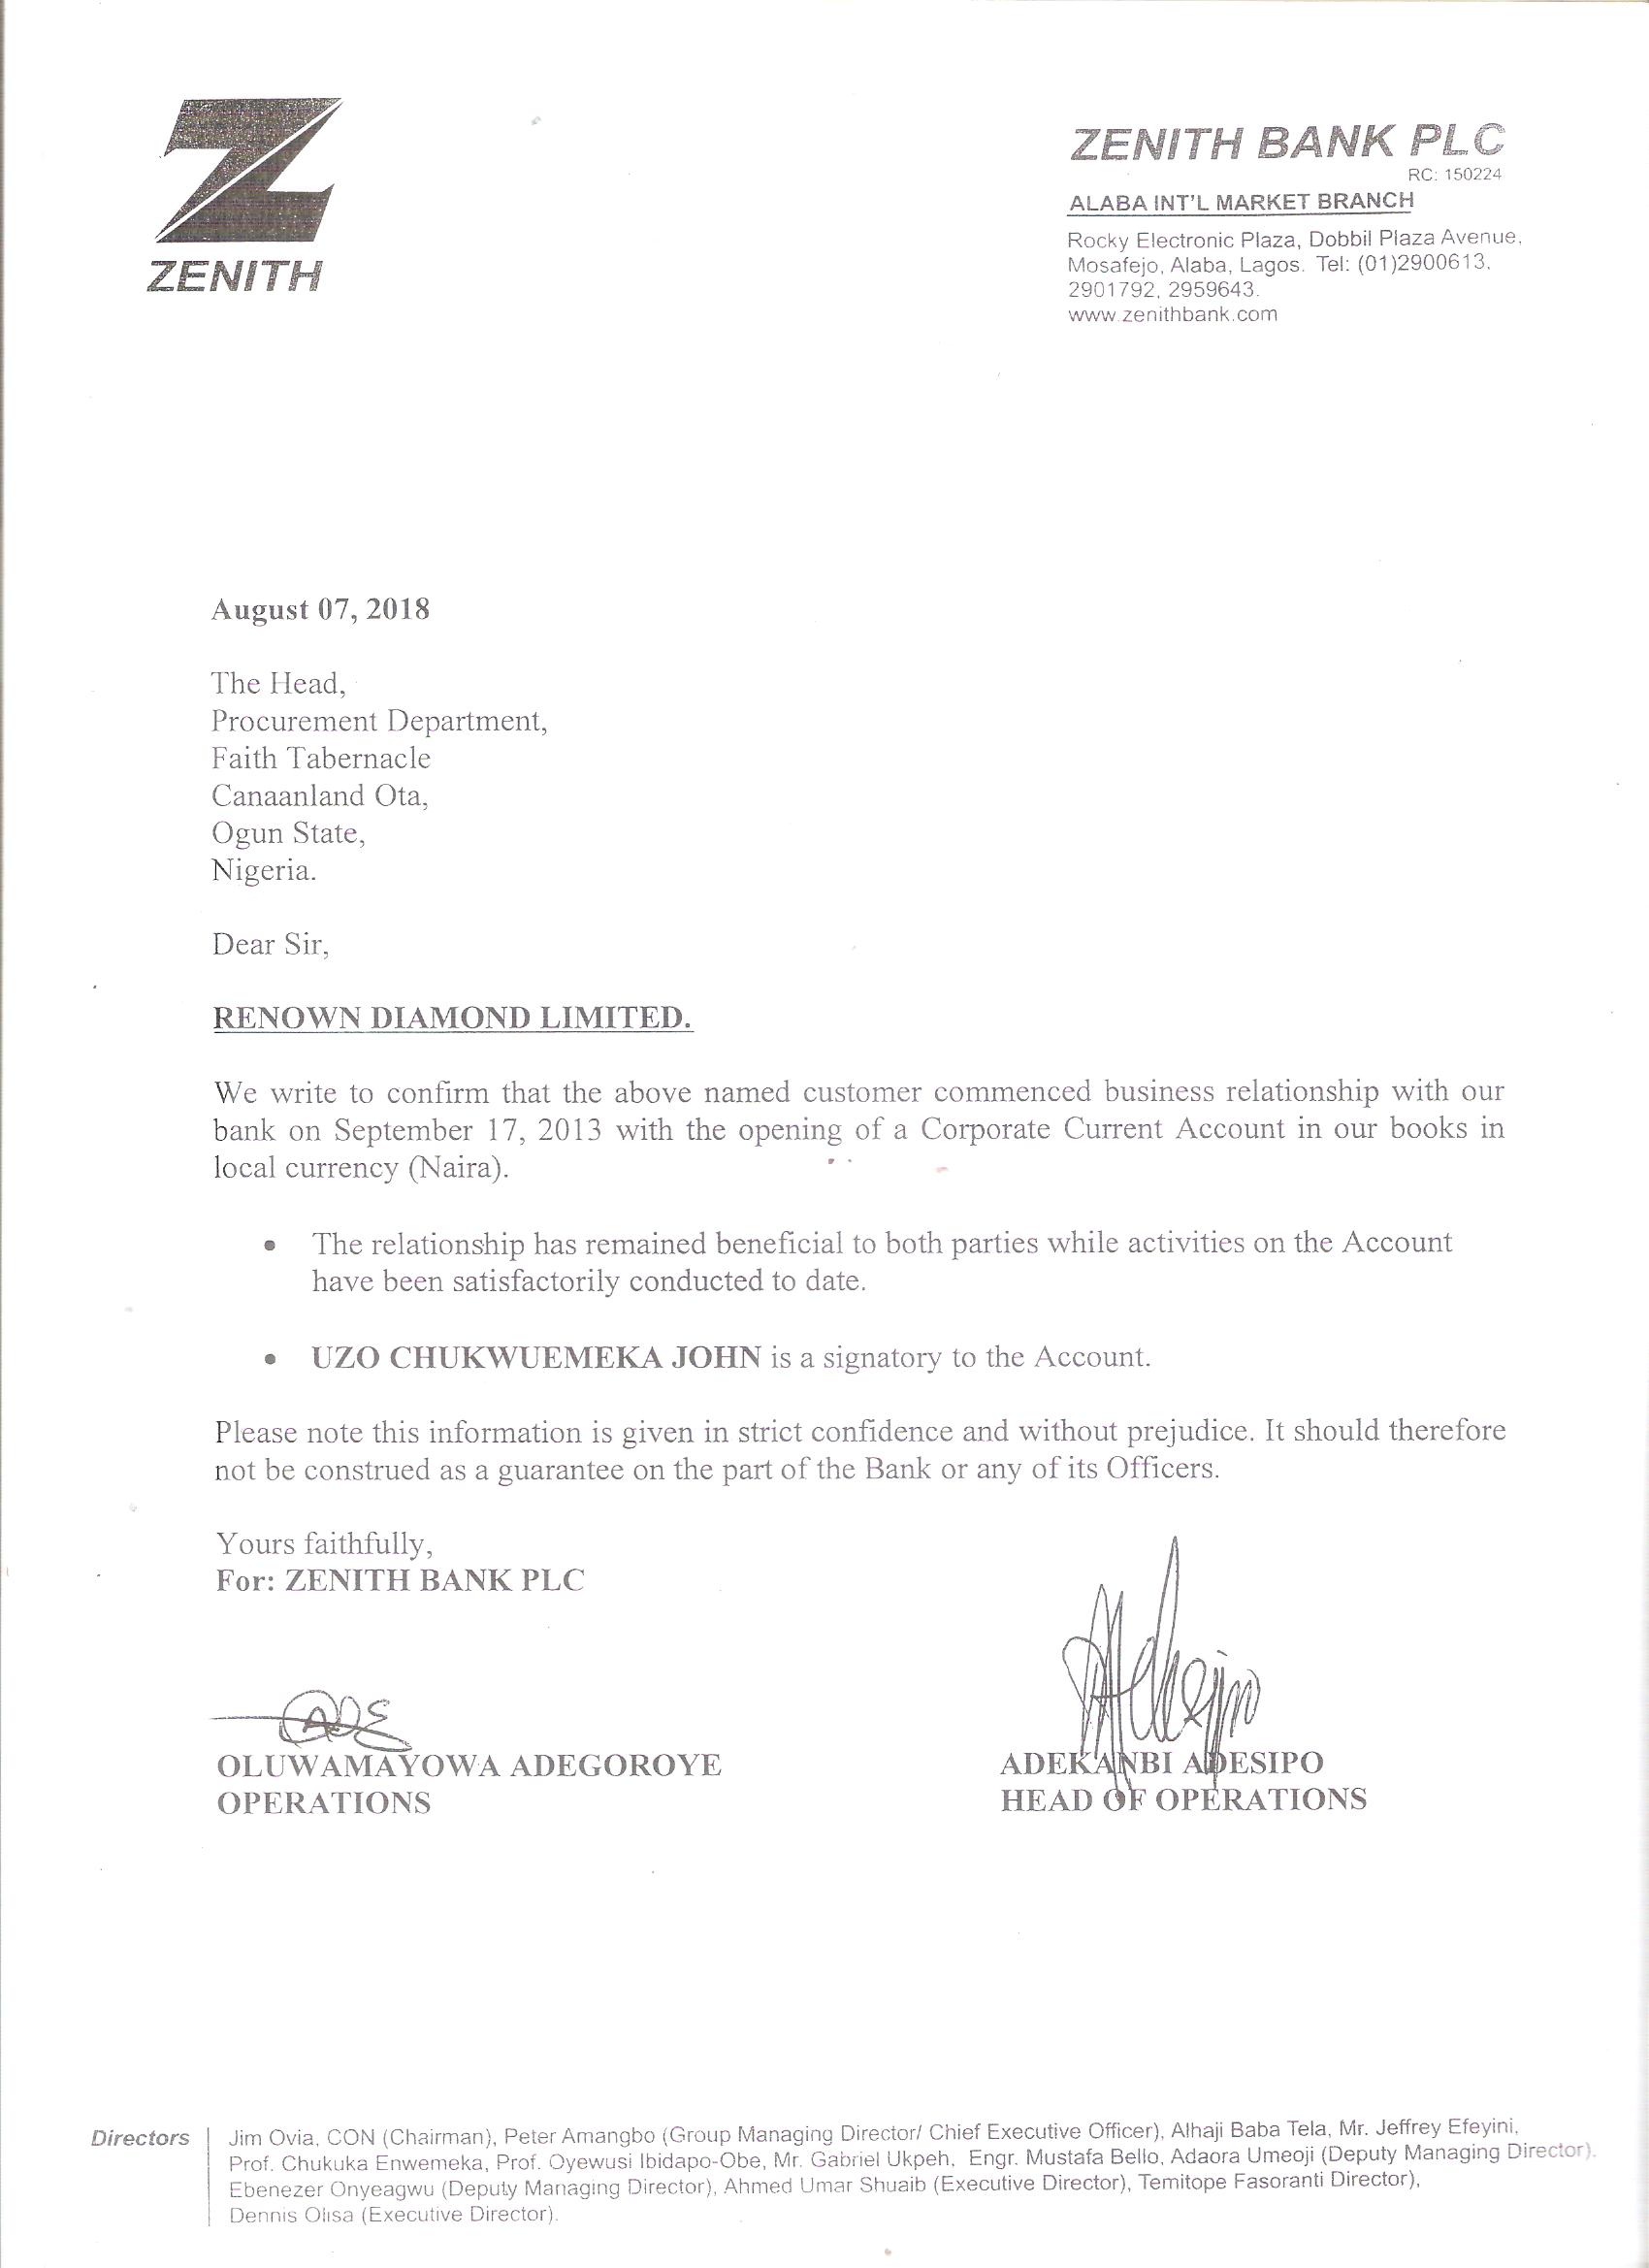 ZENITH
ZENITH BANK PLC
RC: 150224
ALABA INT'L MARKET BRANCH
Rocky Electronic Plaza, Dobbil Plaza Avenue,
Mosafejo, Alaba, Lagos. Tel: (01)2900613,
2901792, 2959643.
www.zenithbank.com
August 07, 2018
The Head,
Procurement Department,
Faith Tabernacle
Canaanland Ota,
Ogun State,
Nigeria.
Dear Sir,
RENOWN DIAMOND LIMITED.
We write to confirm that the above named customer commenced business relationship with our
bank on September 17, 2013 with the opening of a Corporate Current Account in our books in
local currency (Naira).
• The relationship has remained beneficial to both parties while activities on the Account
have been satisfactorily conducted to date.
• UZO CHUKWUEMEKA JOHN is a signatory to the Account.
Please note this information is given in strict confidence and without prejudice. It should therefore
not be construed as a guarantee on the part of the Bank or any of its Officers.
Yours faithfully,
For: ZENITH BANK PLC
OLUWAMAYOWA ADEGOROYE
OPERATIONS
ADEKANBI ADESIPO
HEAD OF OPERATIONS
Directors
Jim Ovia, CON (Chairman), Peter Amangbo (Group Managing Director/ Chief Executive Officer), Alhaji Baba Tela, Mr. Jeffrey Efeyini,
Prof. Chukuka Enwemeka, Prof. Oyewusi Ibidapo-Obe, Mr. Gabriel Ukpeh, Engr. Mustafa Bello, Adaora Umeoji (Deputy Managing Director),
Ebenezer Onyeagwu (Deputy Managing Director), Ahmed Umar Shuaib (Executive Director), Temitope Fasoranti Director),
Dennis Olisa (Executive Director).